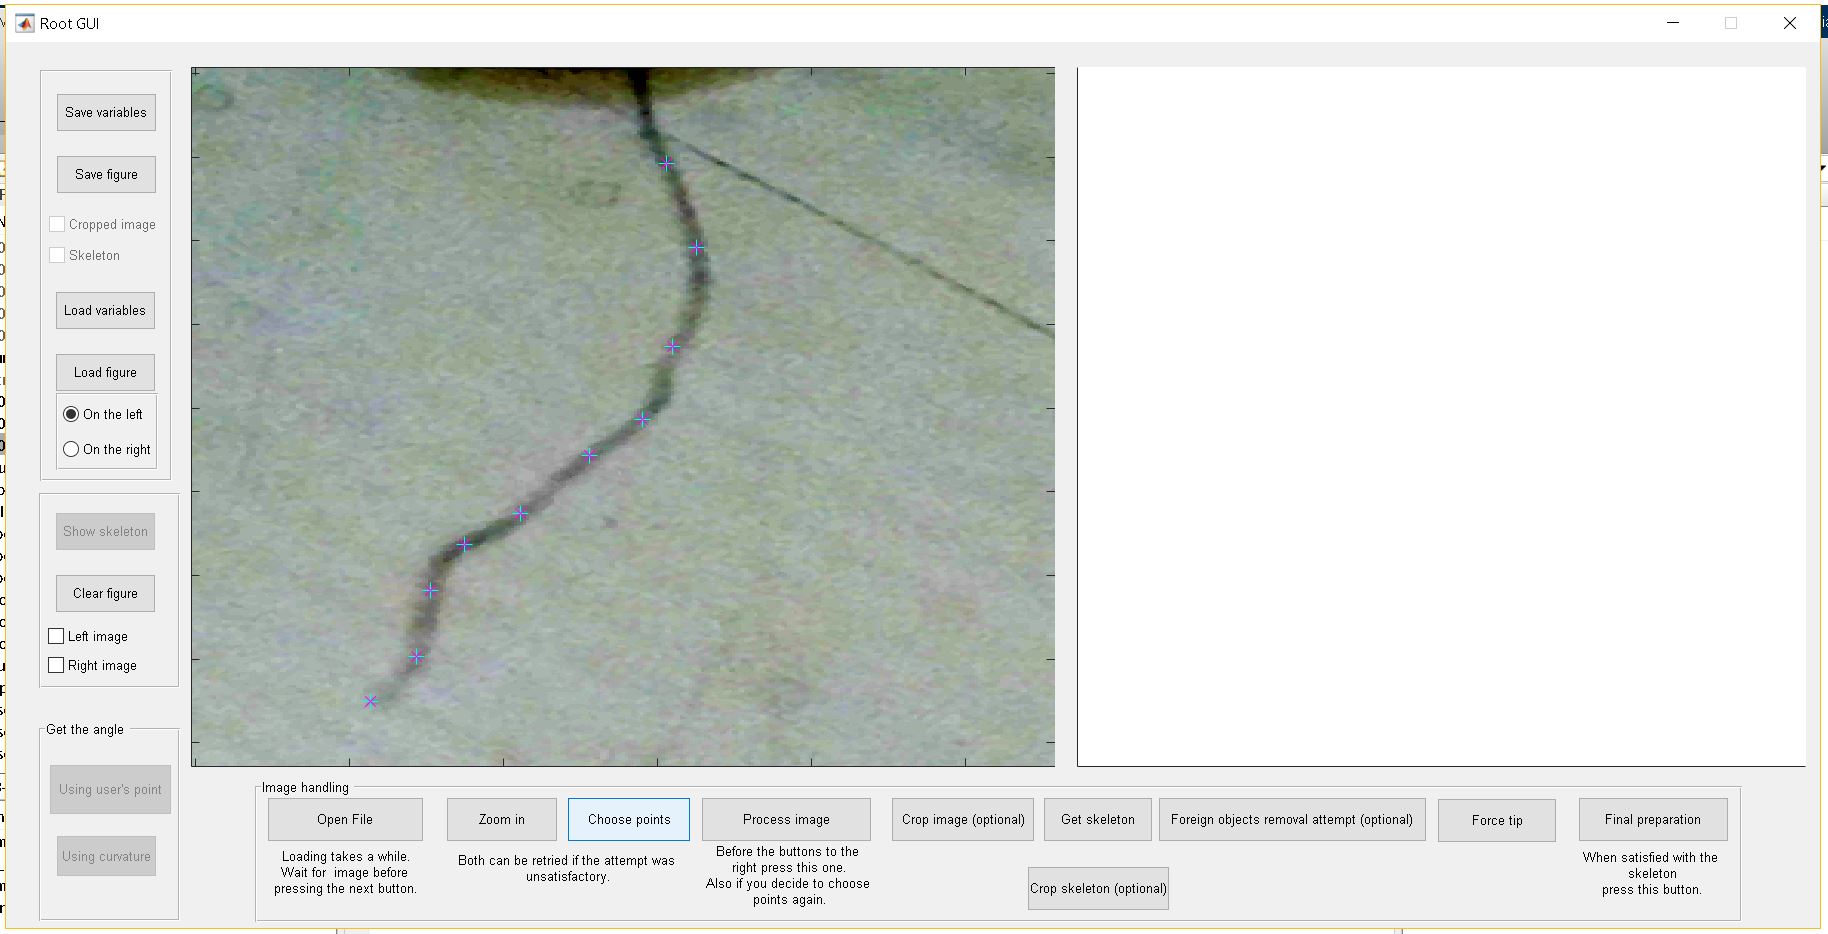 Root GUI
Save variables
Save figure
Cropped image
Skeleton
Load variables
Load figure
On the left
On the right
Show skeleton
Clear figure
Left image
Right image
Get the angle
Using user's point
Using curvature
Image handling
Open File
Loading takes a while.
Wait for image before
pressing the next button.
Zoom in
Choose points
Both can be retried if the attempt was
unsatisfactory.
Process image
Before the buttons to the
right press this one.
Also if you decide to choose
points again.
Crop image (optional)
Get skeleton
Foreign objects removal attempt (optional)
Force tip
Crop skeleton (optional)
Final preparation
When satisfied with the
skeleton
press this button.